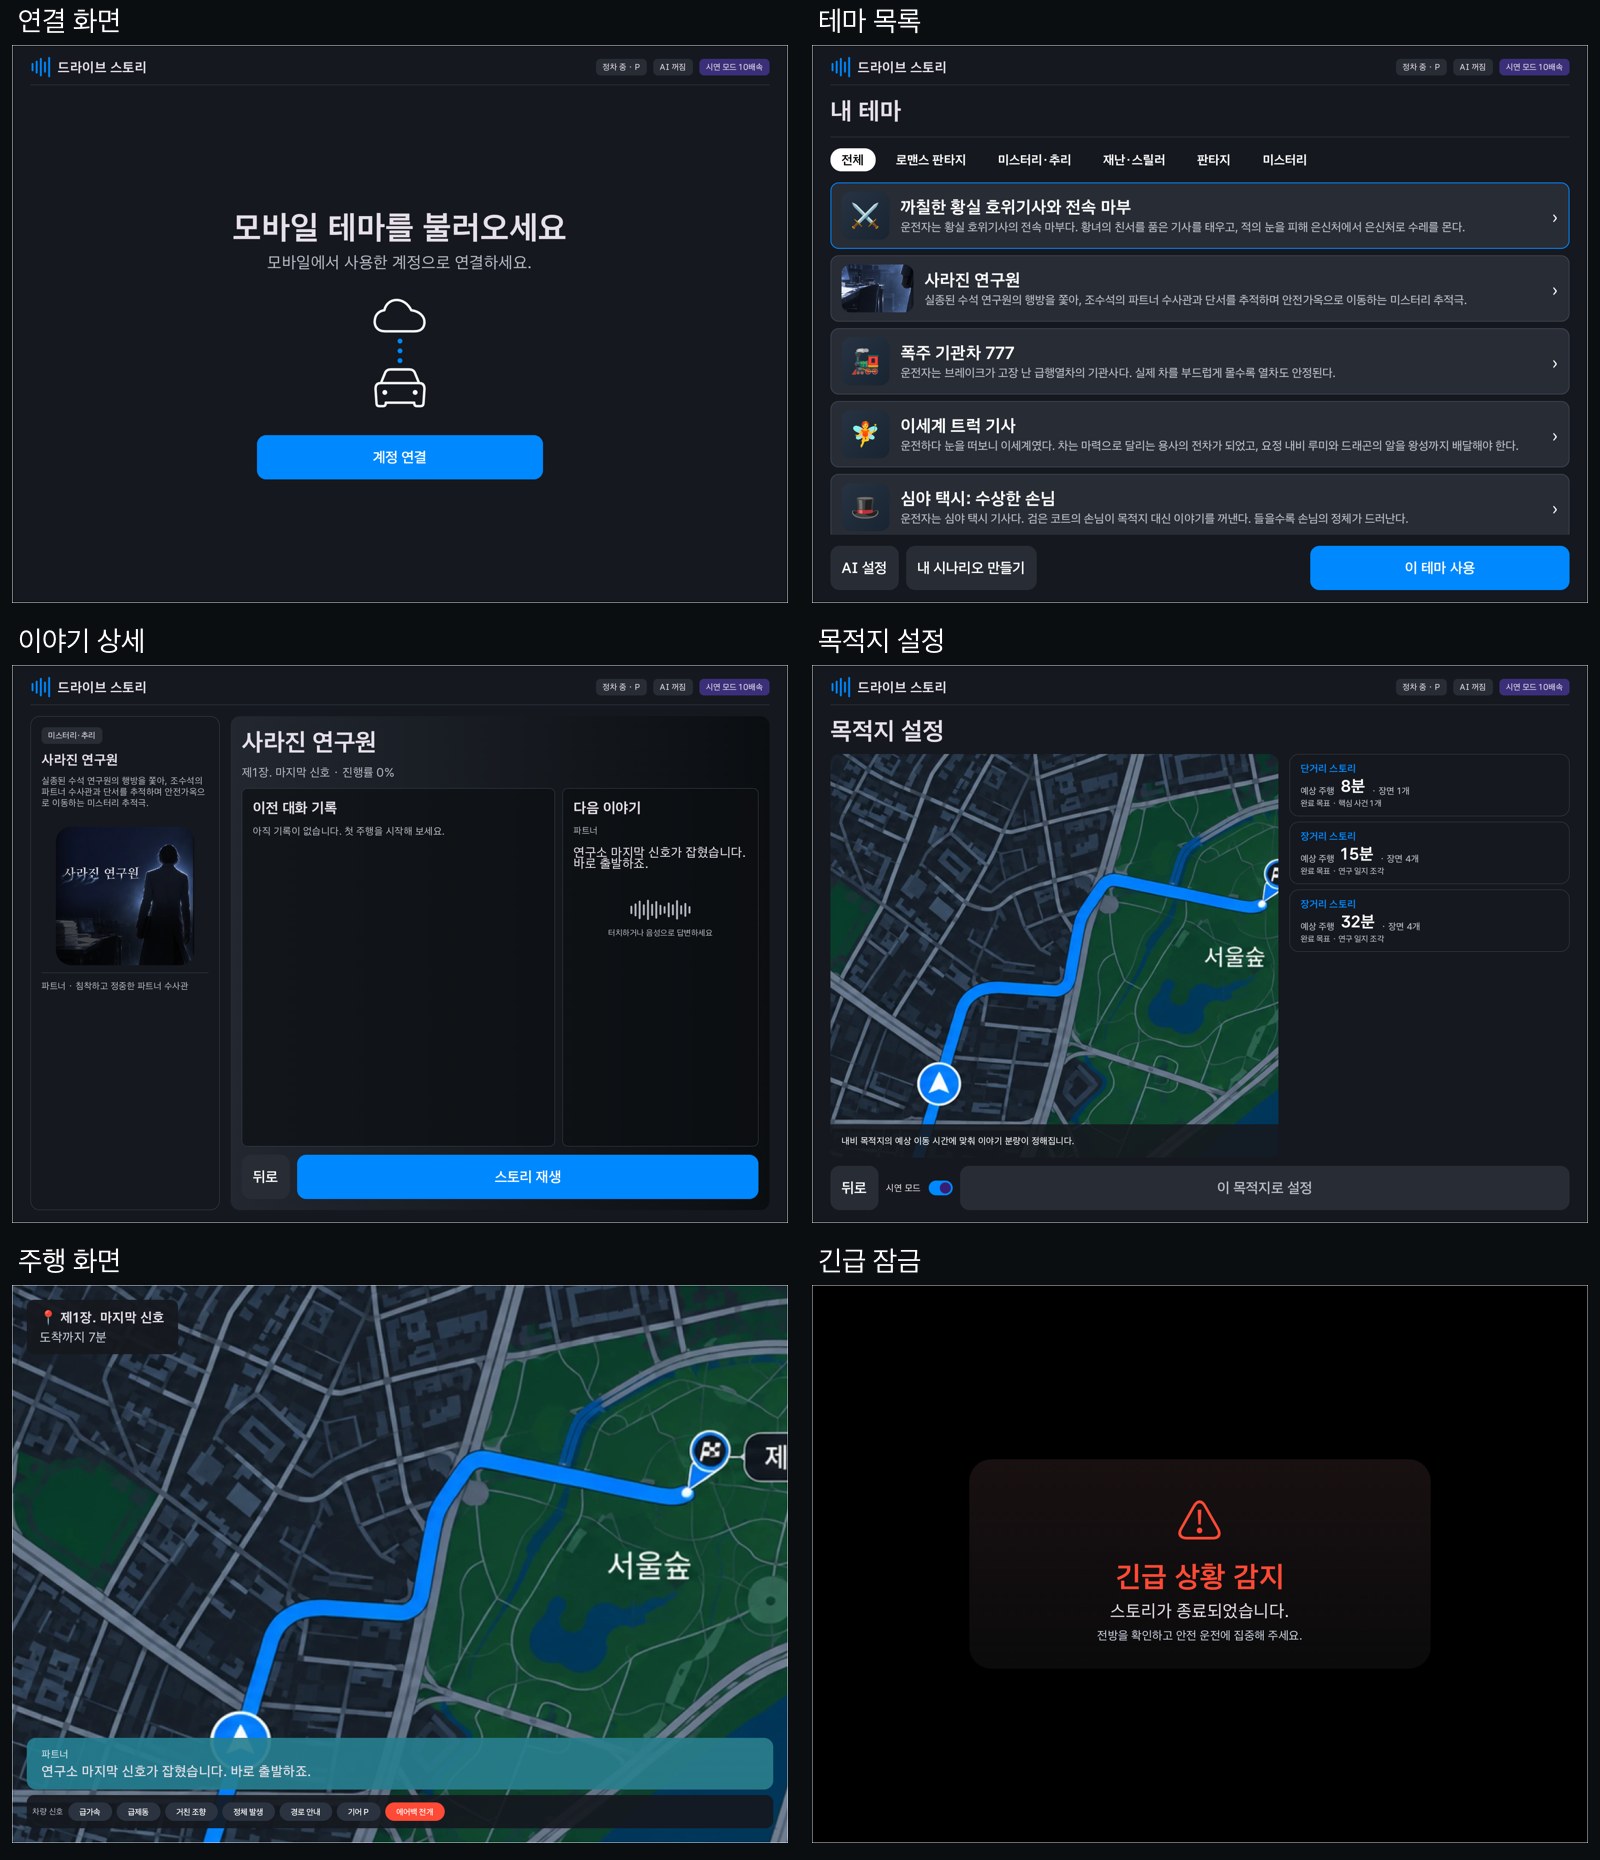 연결 화면
드라이브 스토리
정차 중 · P
AI 꺼짐
시연 모드 10배속
모바일 테마를 불러오세요
모바일에서 사용한 계정으로 연결하세요.
계정 연결
테마 목록
드라이브 스토리
정차 중 · P
AI 꺼짐
시연 모드 10배속
내 테마
전체
로맨스 판타지
미스터리·추리
재난·스릴러
판타지
미스터리
까칠한 황실 호위기사와 전속 마부
운전자는 황실 호위기사의 전속 마부다. 황녀의 친서를 품은 기사를 태우고, 적의 눈을 피해 은신처에서 은신처로 수레를 몬다.
사라진 연구원
실종된 수석 연구원의 행방을 쫓아, 조수석의 파트너 수사관과 단서를 추적하며 안전가옥으로 이동하는 미스터리 추적극.
폭주 기관차 777
운전자는 브레이크가 고장 난 급행열차의 기관사다. 실제 차를 부드럽게 몰수록 열차도 안정된다.
이세계 트럭 기사
운전하다 눈을 떠보니 이세계였다. 차는 마력으로 달리는 용사의 전차가 되었고, 요정 내비 루미와 드래곤의 알을 왕성까지 배달해야 한다.
심야 택시: 수상한 손님
운전자는 심야 택시 기사다. 검은 코트의 손님이 목적지 대신 이야기를 꺼낸다. 들을수록 손님의 정체가 드러난다.
AI 설정
내 시나리오 만들기
이 테마 사용
이야기 상세
드라이브 스토리
정차 중 · P
AI 꺼짐
시연 모드 10배속
미스터리·추리
사라진 연구원
실종된 수석 연구원의 행방을 쫓아, 조수석의
파트너 수사관과 단서를 추적하며 안전가옥으
로 이동하는 미스터리 추적극.
사라진 연구원
파트너 · 침착하고 정중한 파트너 수사관
사라진 연구원
제1장. 마지막 신호 · 진행률 0%
이전 대화 기록
아직 기록이 없습니다. 첫 주행을 시작해 보세요.
다음 이야기
파트너
연구소 마지막 신호가 잡혔습니다.
바로 출발하죠.
터치하거나 음성으로 답변하세요
뒤로
스토리 재생
목적지 설정
드라이브 스토리
정차 중 · P
AI 꺼짐
시연 모드 10배속
목적지 설정
서울숲
내비 목적지의 예상 이동 시간에 맞춰 이야기 분량이 정해집니다.
단거리 스토리
예상 주행 8분 · 장면 1개
완료 목표 · 핵심 사건 1개
장거리 스토리
예상 주행 15분 · 장면 4개
완료 목표 · 연구 일지 조각
장거리 스토리
예상 주행 32분 · 장면 4개
완료 목표 · 연구 일지 조각
뒤로
시연 모드
이 목적지로 설정
주행 화면
제1장. 마지막 신호
도착까지 7분
제
서울숲
파트너
연구소 마지막 신호가 잡혔습니다. 바로 출발하죠.
차량 신호
급가속
급제동
거친 조향
정체 발생
경로 안내
기어 P
에어백 전개
긴급 잠금
긴급 상황 감지
스토리가 종료되었습니다.
전방을 확인하고 안전 운전에 집중해 주세요.